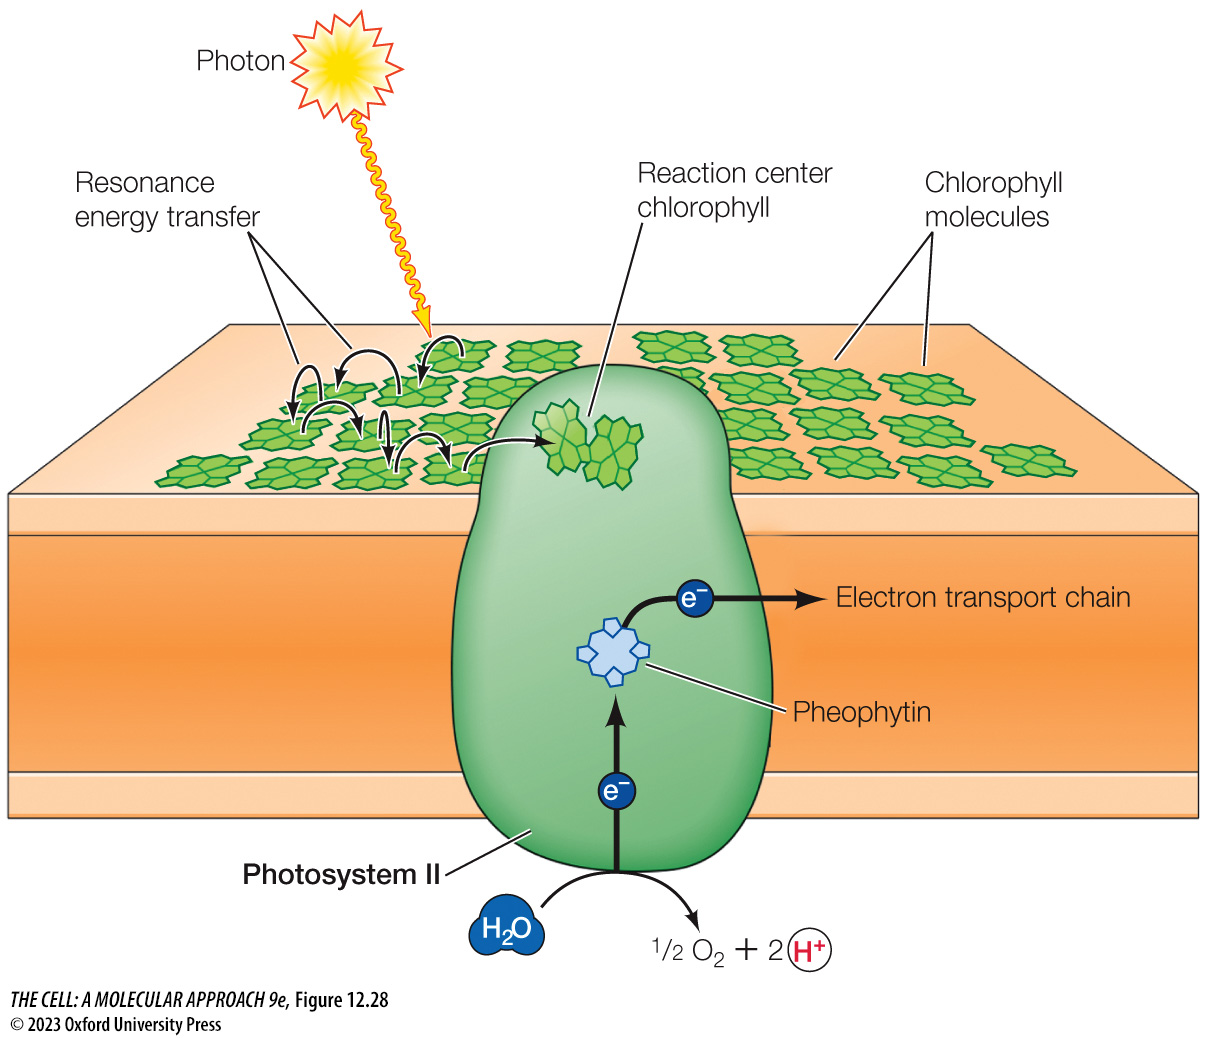 Photon
Resonance
energy transfer
Reaction center
chlorophyll
Chlorophyll
molecules
e⁻
Electron transport chain
Pheophytin
e⁻
Photosystem II
H₂O
1/2 O₂ + 2 H⁺
THE CELL: A MOLECULAR APPROACH 9e, Figure 12.28
© 2023 Oxford University Press